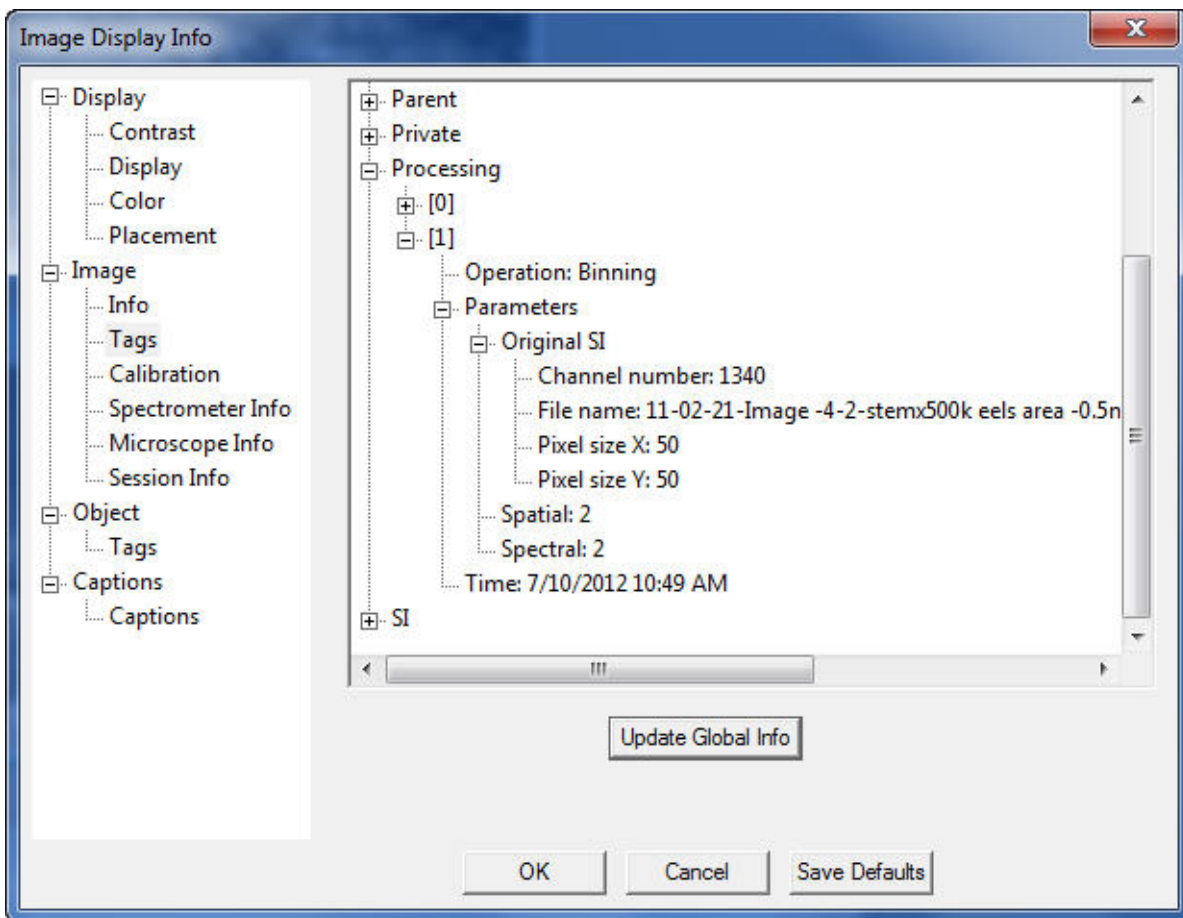 Image Display Info
Display
Contrast
Display
Color
Placement
Image
Info
Tags
Calibration
Spectrometer Info
Microscope Info
Session Info
Object
Tags
Captions
Captions
Parent
Private
Processing
[0]
[1]
Operation: Binning
Parameters
Original SI
Channel number: 1340
File name: 11-02-21-Image -4-2-stemx500k eels area -0.5n
Pixel size X: 50
Pixel size Y: 50
Spatial: 2
Spectral: 2
Time: 7/10/2012 10:49 AM
SI
Update Global Info
OK
Cancel
Save Defaults